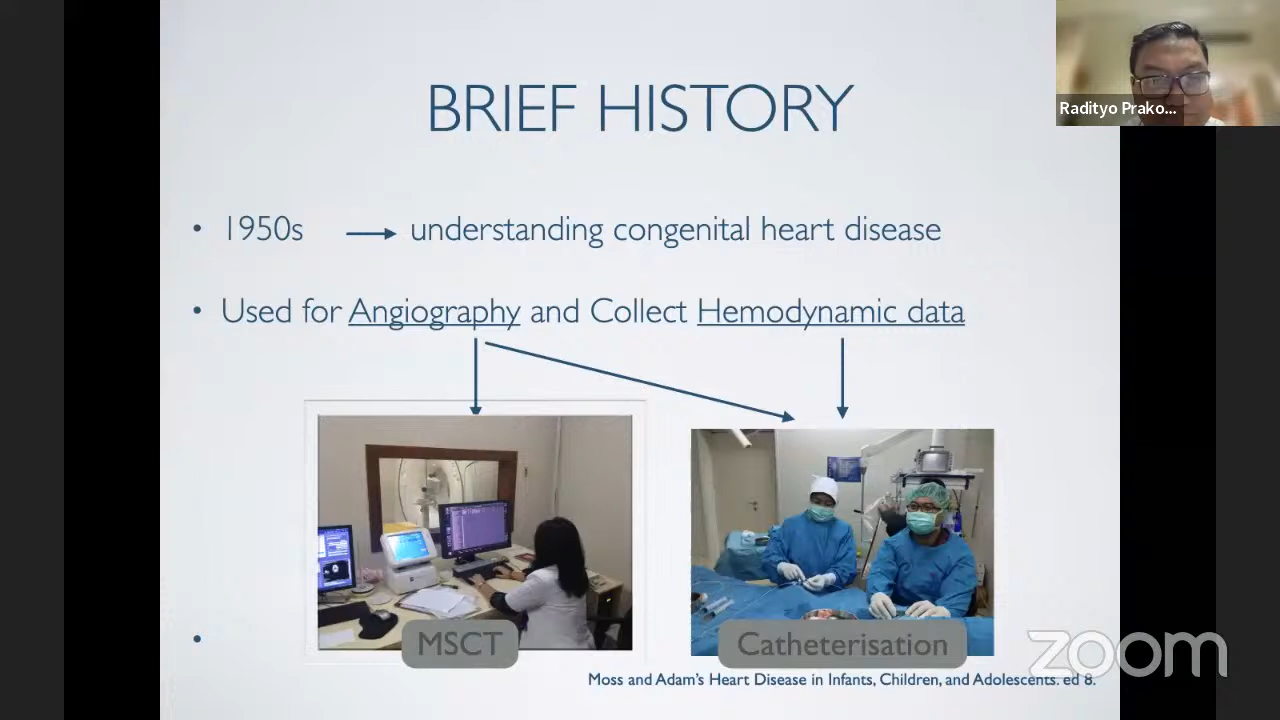 BRIEF HISTORY
Radityo Prako...
• 1950s → understanding congenital heart disease
• Used for Angiography and Collect Hemodynamic data
•
MSCT
Catheterisation
zoom
Moss and Adam's Heart Disease in Infants, Children, and Adolescents. ed 8.